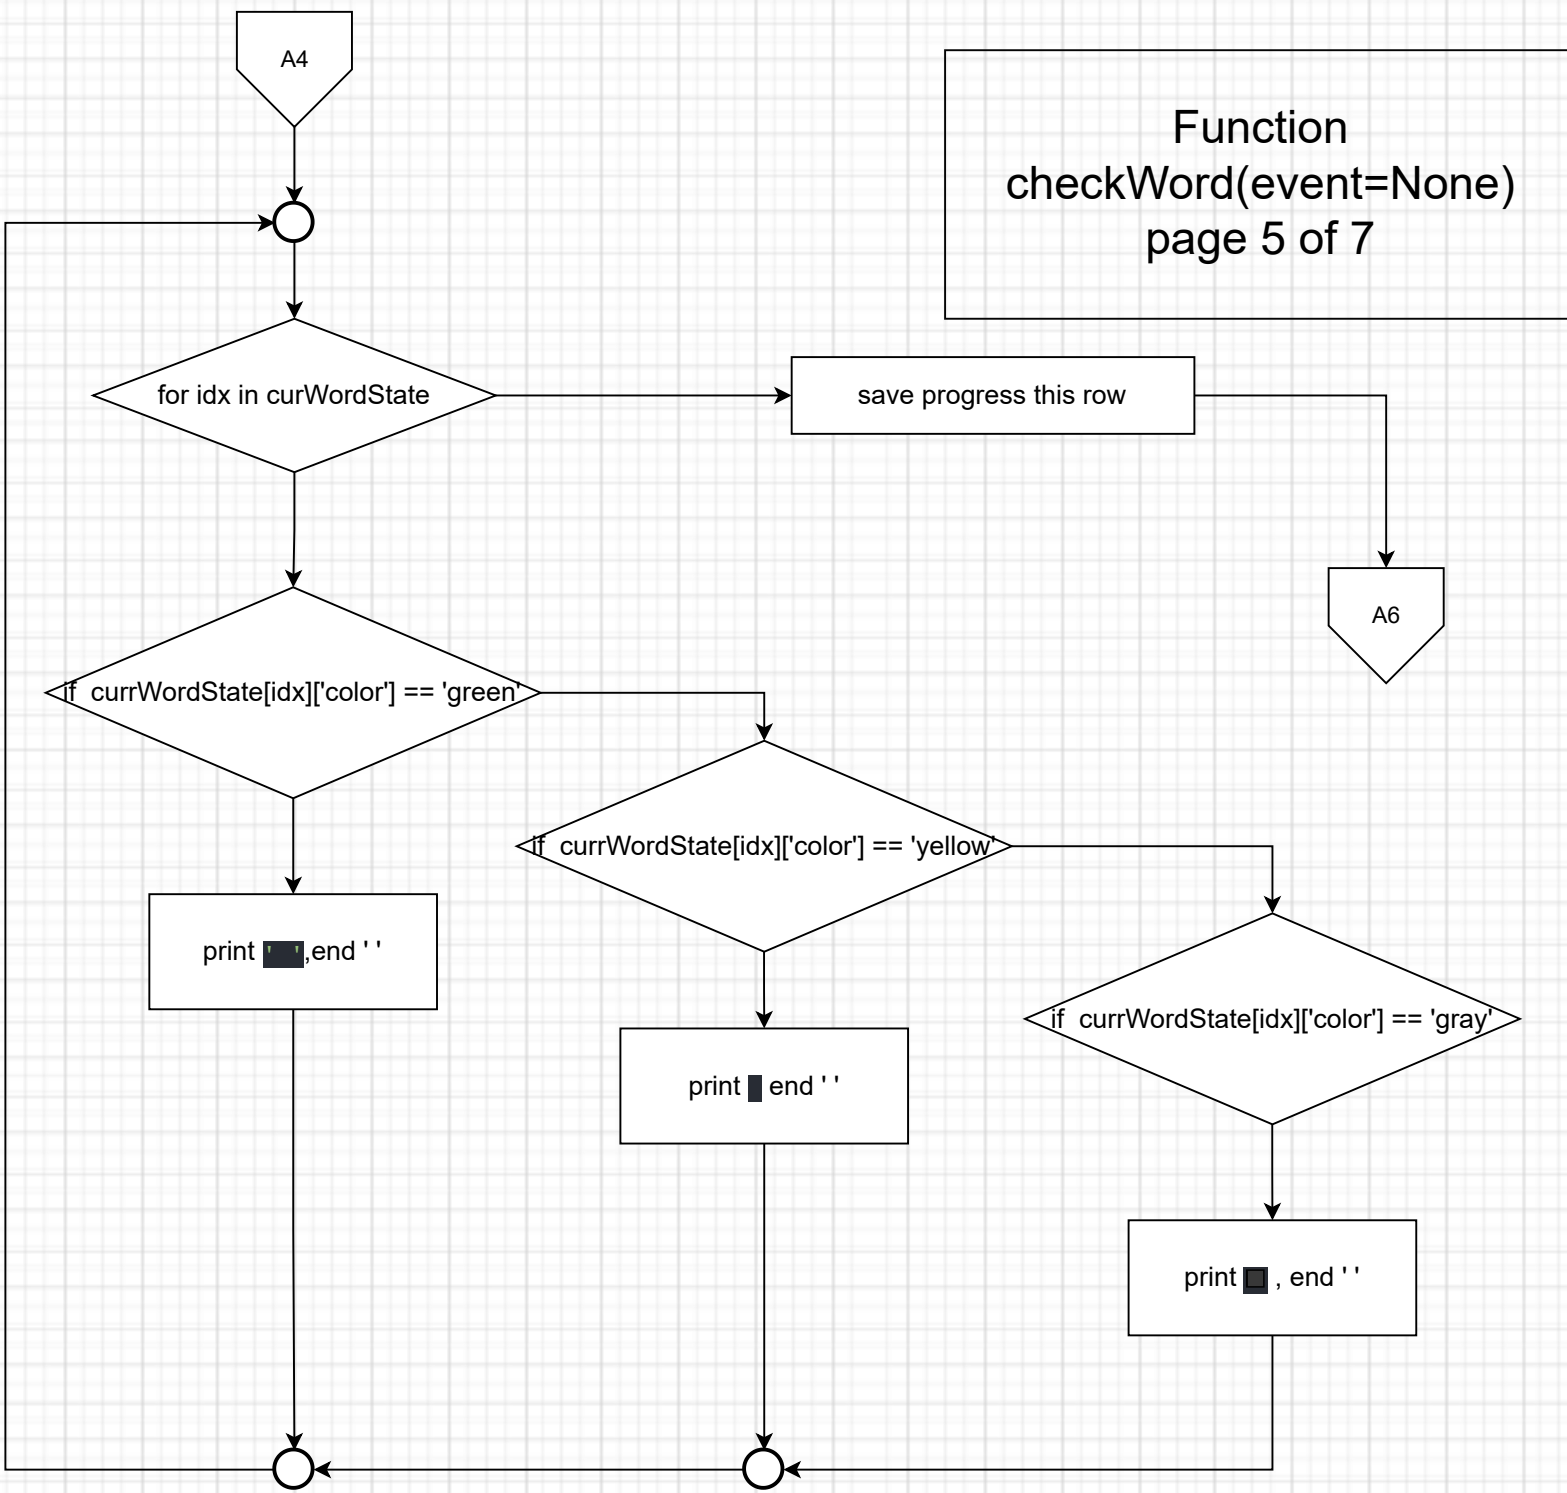 A4
Function
checkWord(event=None)
page 5 of 7
for idx in curWordState
save progress this row
A6
if currWordState[idx]['color'] == 'green'
if currWordState[idx]['color'] == 'yellow'
print ' ',end ' '
if currWordState[idx]['color'] == 'gray'
print end ' '
print , end ' '